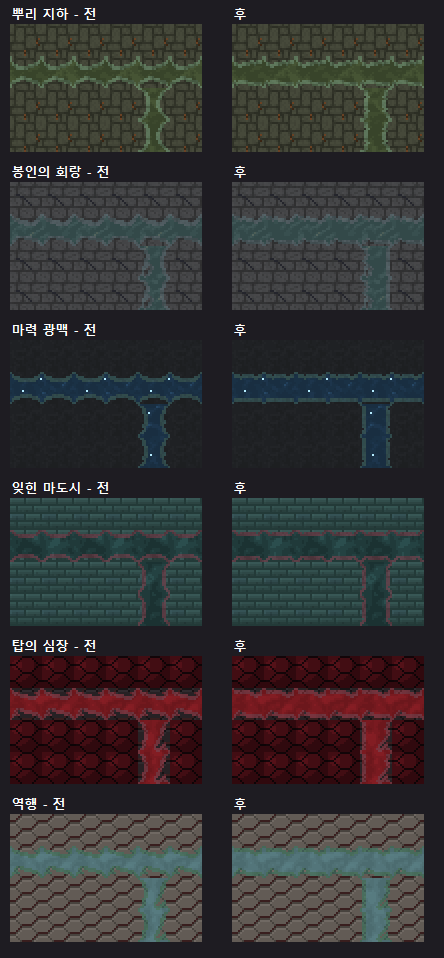 뿌리 지하 - 전
후
봉인의 회랑 - 전
후
마력 광맥 - 전
후
잊힌 마도시 - 전
후
탑의 심장 - 전
후
역행 - 전
후